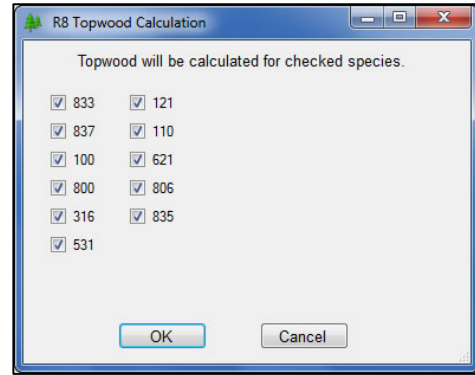 R8 Topwood Calculation
Topwood will be calculated for checked species.
833 121
837 110
100 621
800 806
316 835
531
OK Cancel